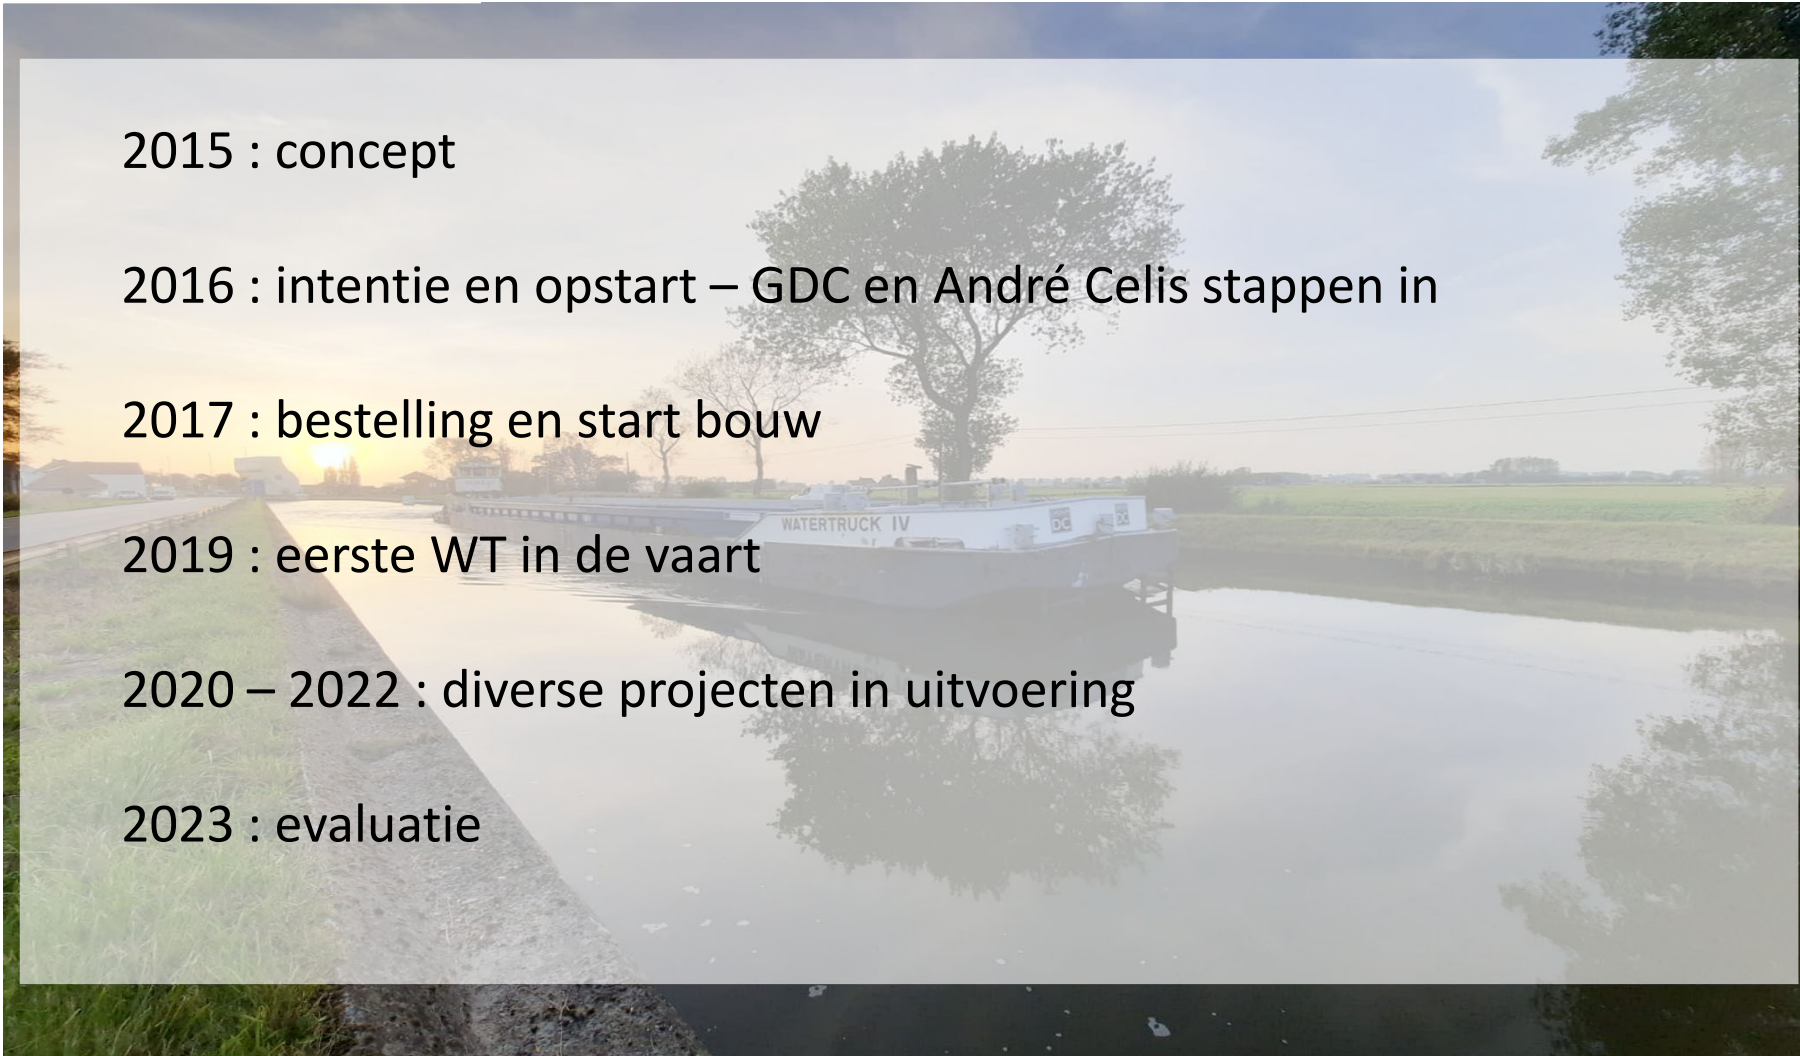 2015 : concept
2016 : intentie en opstart – GDC en André Celis stappen in
2017 : bestelling en start bouw
WATERTRUCK IV
DC
2019 : eerste WT in de vaart
2020 – 2022 : diverse projecten in uitvoering
2023 : evaluatie